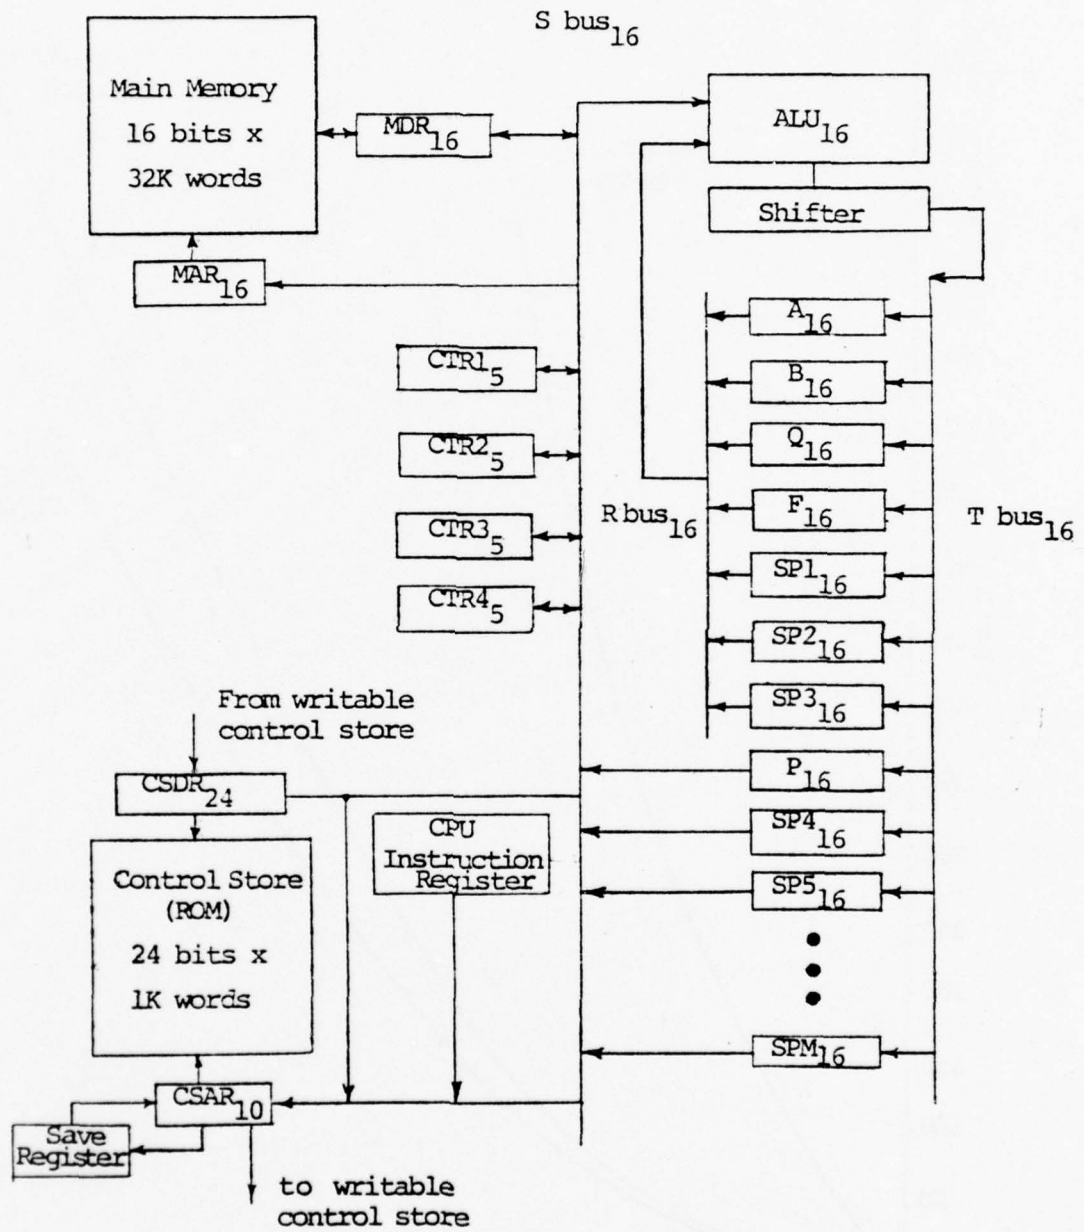 S bus16
Main Memory
16 bits x
32K words
MDR16
ALU16
Shifter
MAR16
A16
CTR15
B16
CTR25
Q16
R bus16
F16
T bus16
CTR35
SP116
CTR45
SP216
SP316
From writable
control store
P16
CSDR24
CPU
Instruction
Register
SP416
Control Store
(ROM)
24 bits x
1K words
SP516
SPM16
CSAR10
Save
Register
to writable
control store